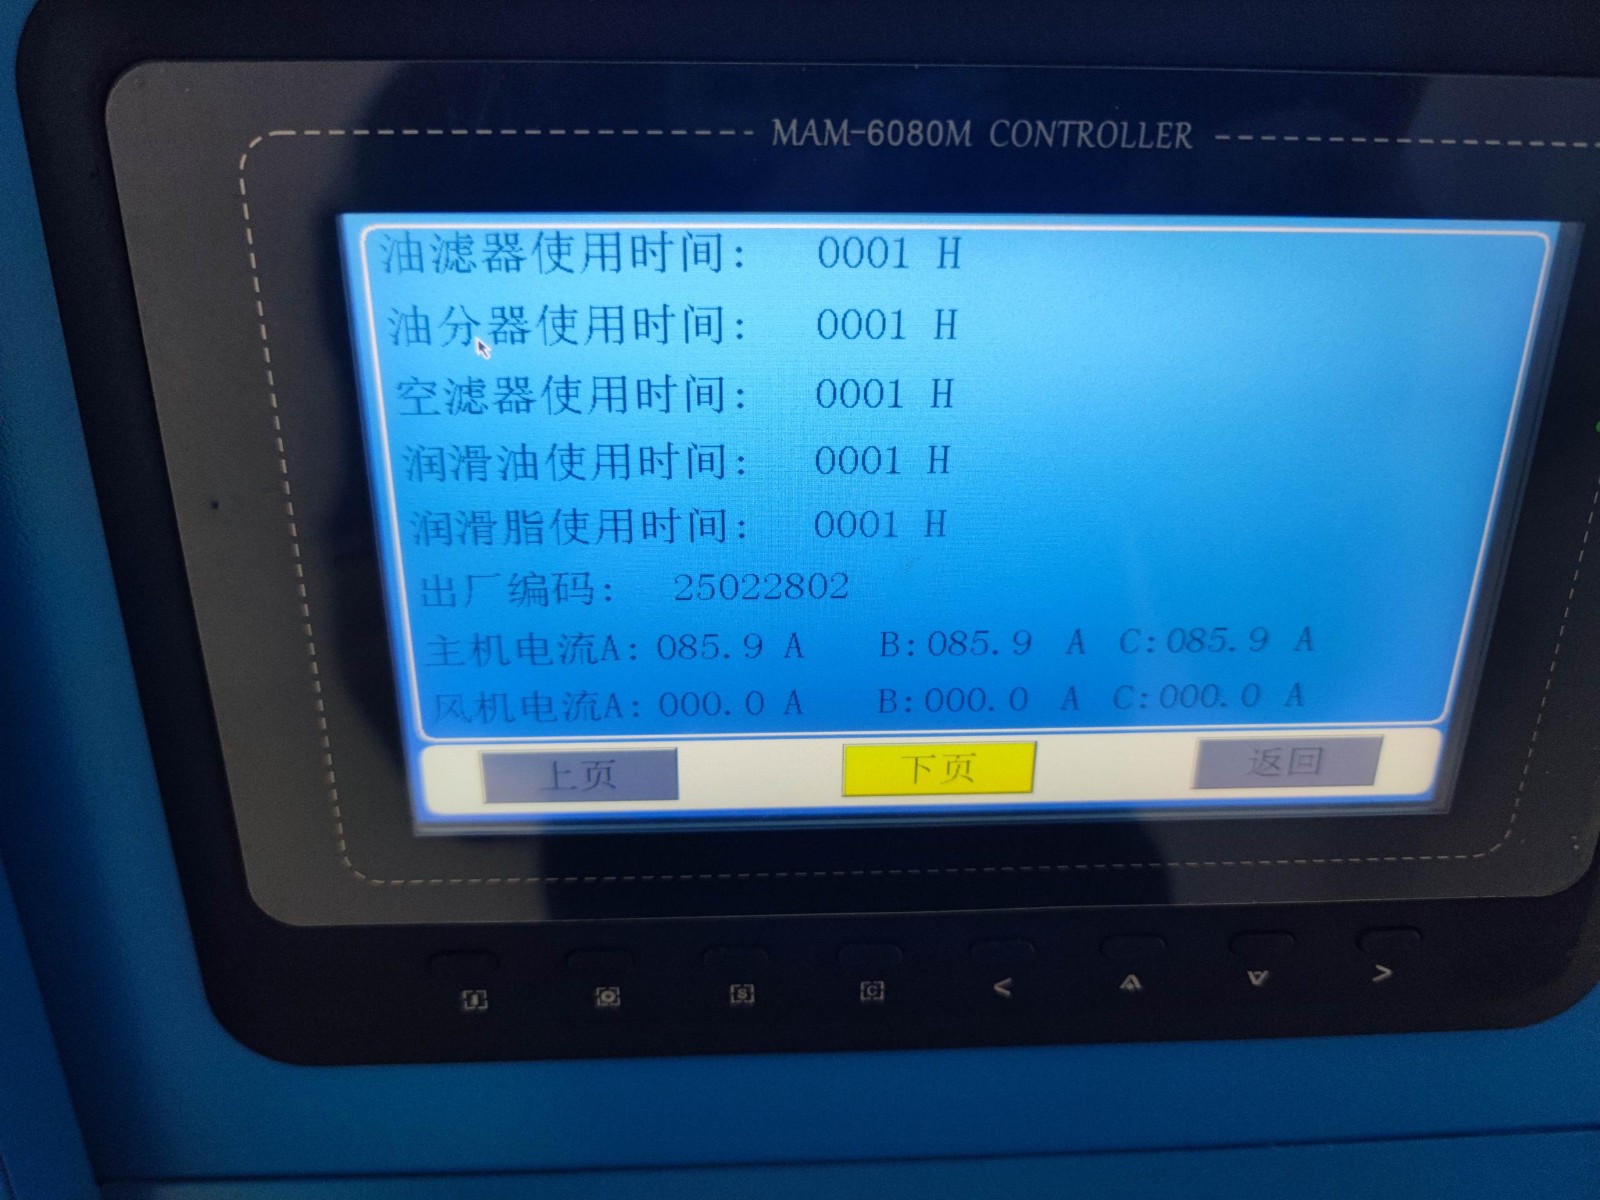 MAM-6080M CONTROLLER
油滤器使用时间: 0001 H
油分器使用时间: 0001 H
空滤器使用时间: 0001 H
润滑油使用时间: 0001 H
润滑脂使用时间: 0001 H
出厂编码: 25022802
主机电流A: 085.9 A B: 085.9 A C: 085.9 A
风机电流A: 000.0 A B: 000.0 A C: 000.0 A
上页 下页 返回
I O S C < ∧ ∨ >